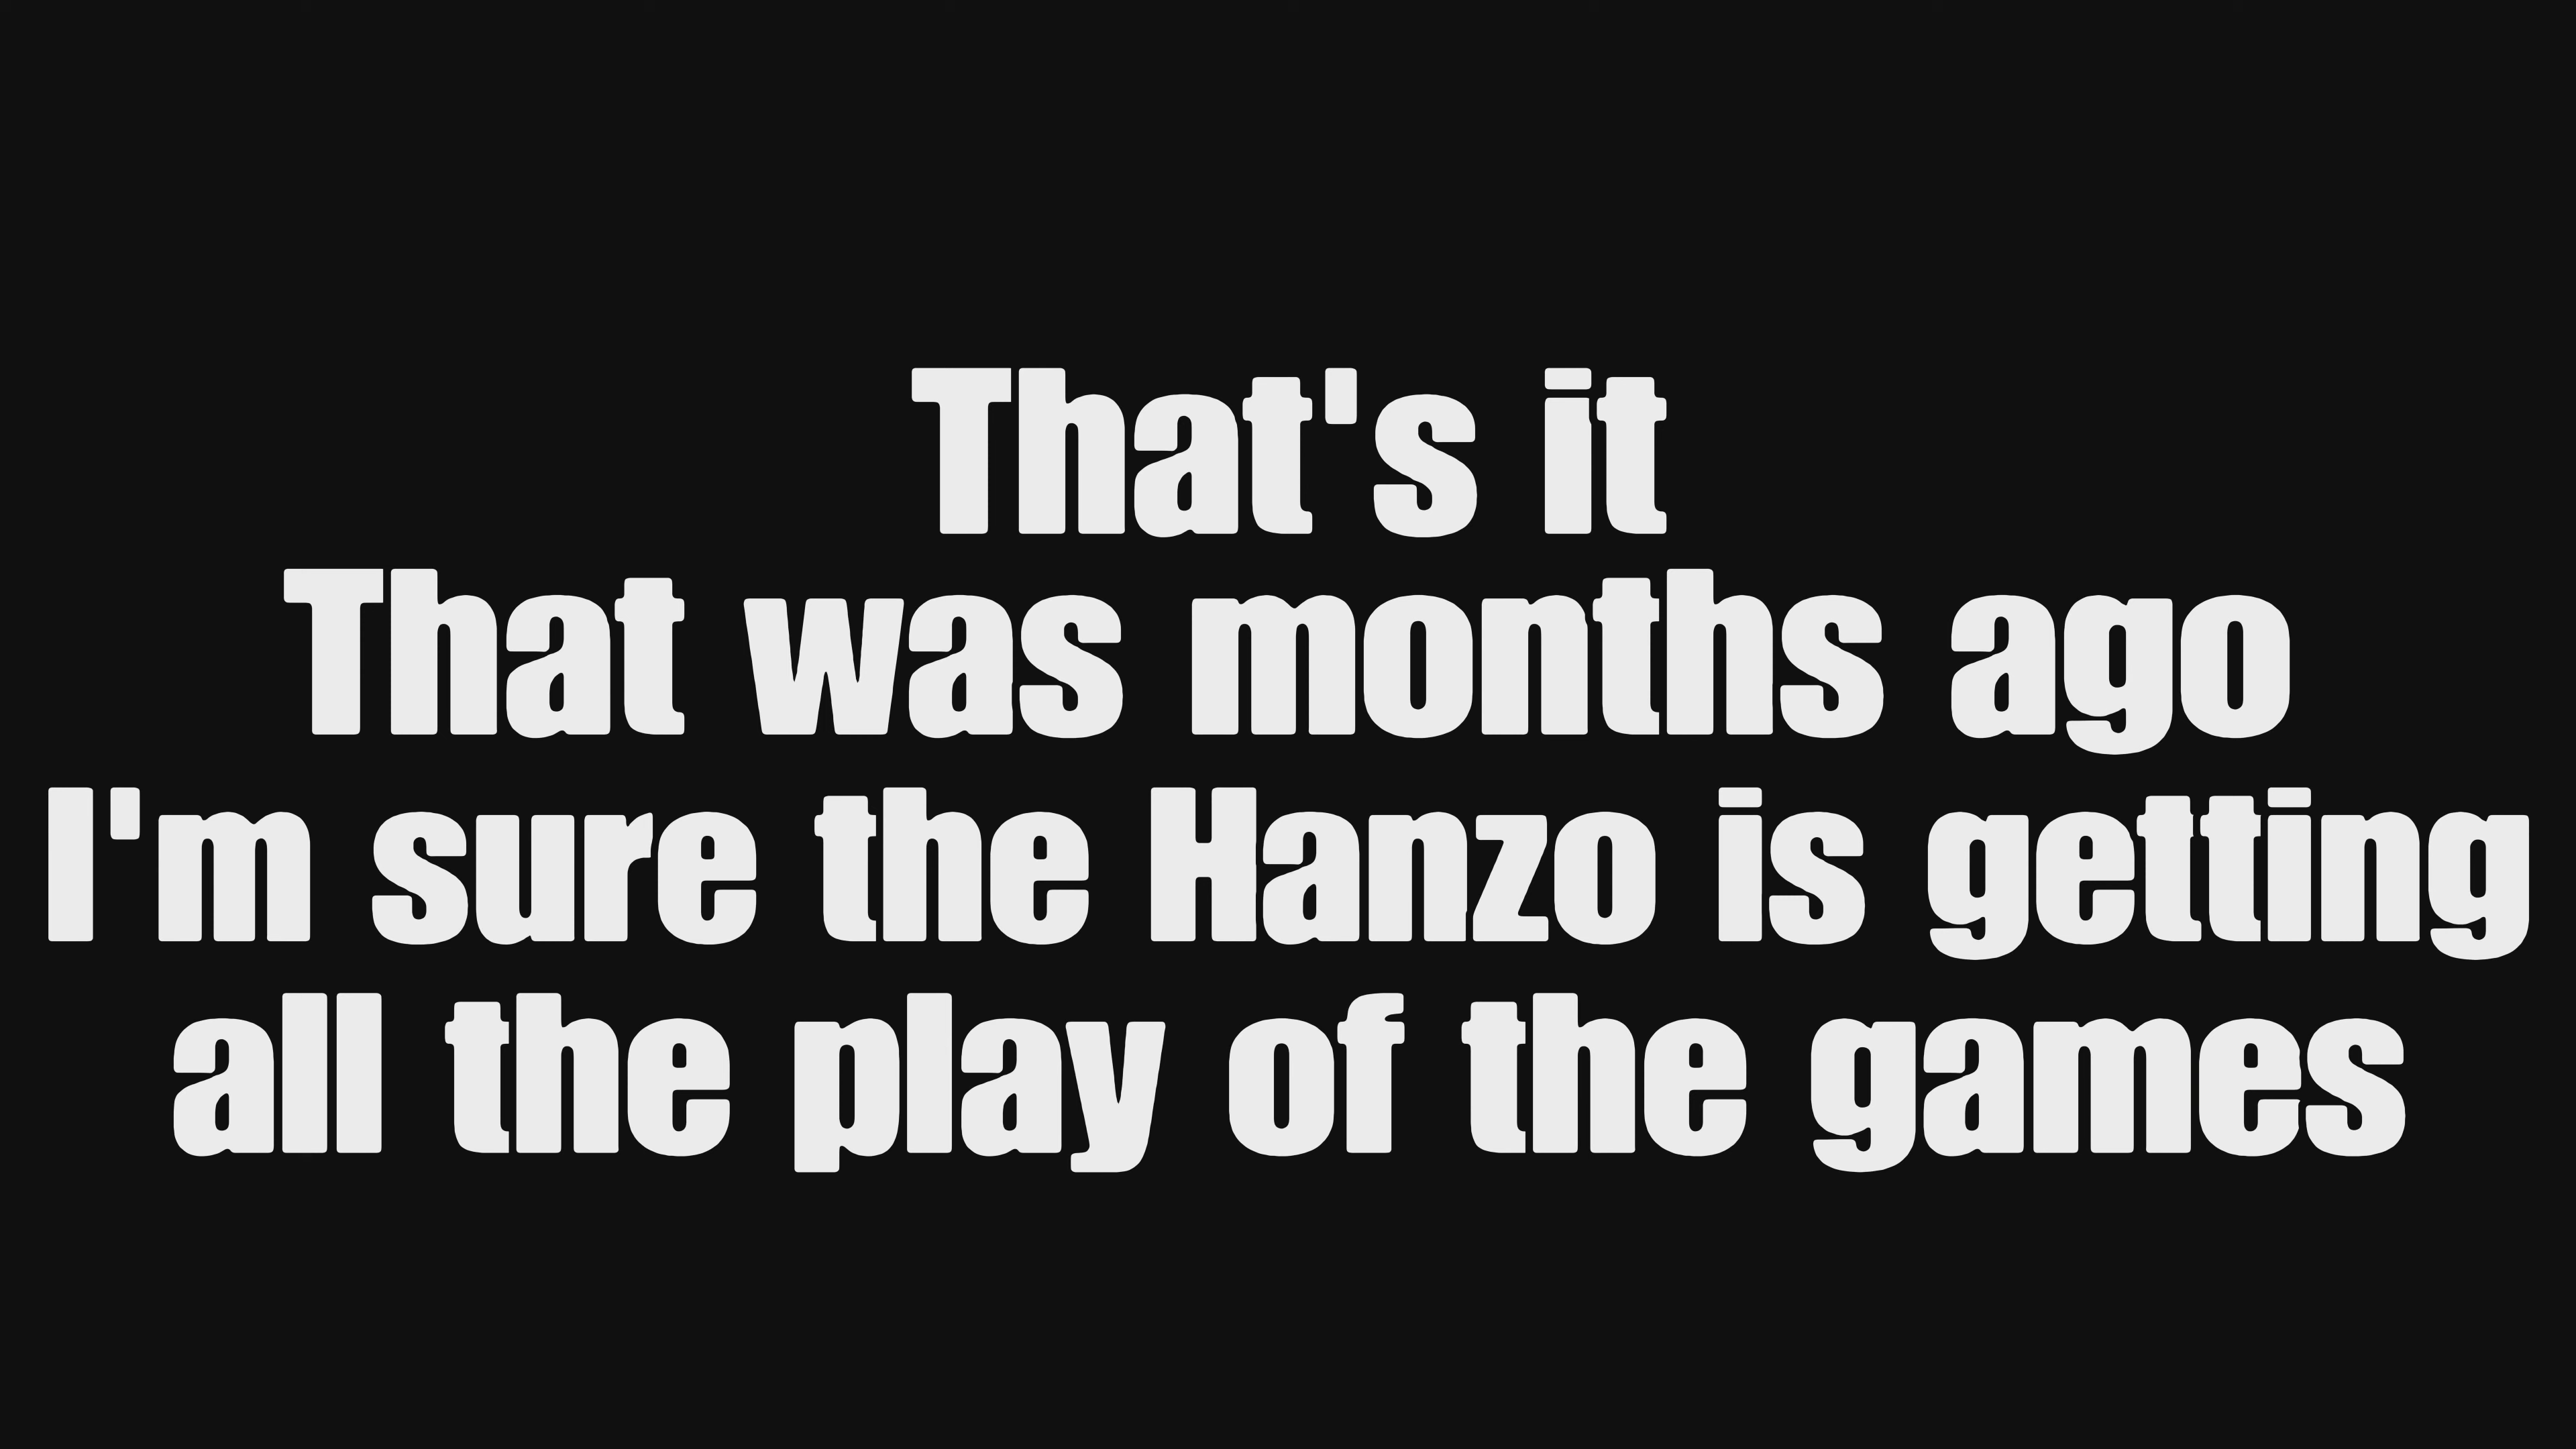 That's it
That was months ago
I'm sure the Hanzo is getting
all the play of the games